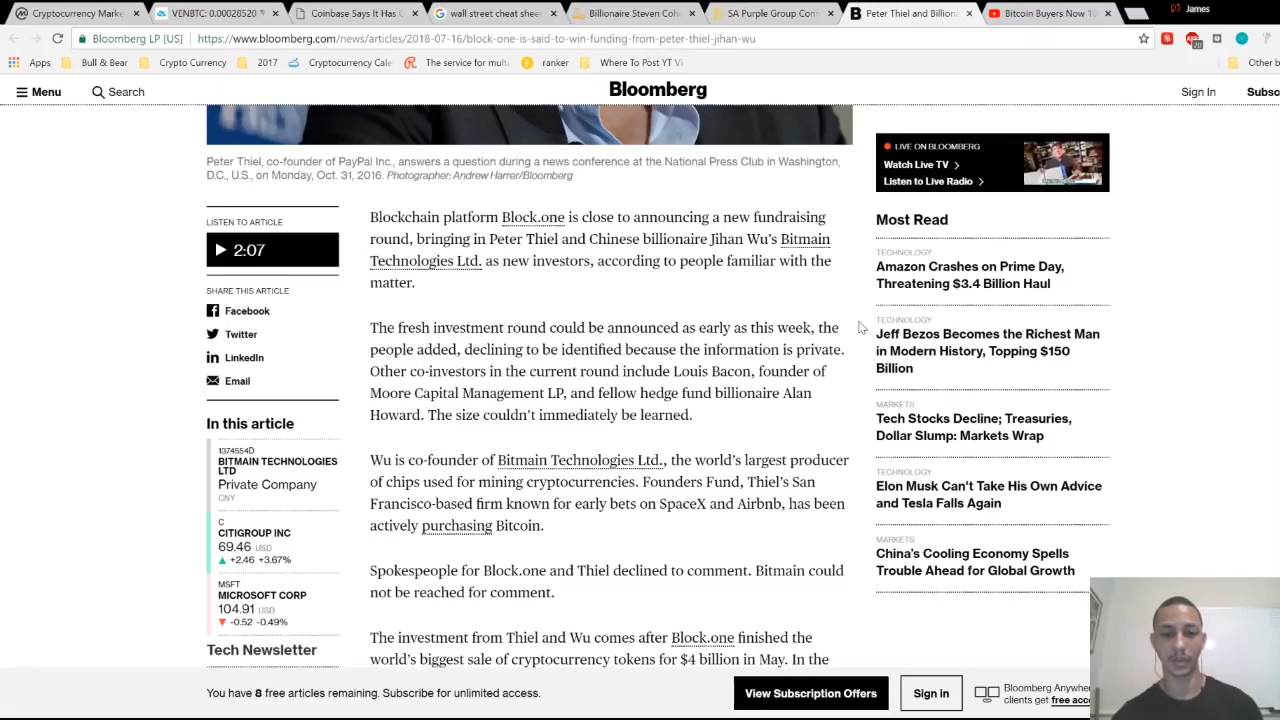 Cryptocurrency Marke
VENBTC: 0.00028520
Coinbase Says It Has G
wall street cheat sheet
Billionaire Steven Coh
SA Purple Group Conf
Peter Thiel and Billion
Bitcoin Buyers Now 10
James
Bloomberg LP [US]
https://www.bloomberg.com/news/articles/2018-07-16/block-one-is-said-to-win-funding-from-peter-thiel-jihan-wu
20
Apps
Bull & Bear
Crypto Currency
2017
Cryptocurrency Cale
The service for multi
ranker
Where To Post YT Vi
Other b
Menu
Search
Bloomberg
Sign In
Subsc
Peter Thiel, co-founder of PayPal Inc., answers a question during a news conference at the National Press Club in Washington,
D.C., U.S., on Monday, Oct. 31, 2016. Photographer: Andrew Harrer/Bloomberg
LISTEN TO ARTICLE
2:07
SHARE THIS ARTICLE
Facebook
Twitter
LinkedIn
Email
In this article
1374554D
BITMAIN TECHNOLOGIES
LTD
Private Company
CNY
C
CITIGROUP INC
69.46 USD
+2.46 +3.67%
MSFT
MICROSOFT CORP
104.91 USD
-0.52 -0.49%
Tech Newsletter
Blockchain platform Block.one is close to announcing a new fundraising
round, bringing in Peter Thiel and Chinese billionaire Jihan Wu's Bitmain
Technologies Ltd. as new investors, according to people familiar with the
matter.
The fresh investment round could be announced as early as this week, the
people added, declining to be identified because the information is private.
Other co-investors in the current round include Louis Bacon, founder of
Moore Capital Management LP, and fellow hedge fund billionaire Alan
Howard. The size couldn't immediately be learned.
Wu is co-founder of Bitmain Technologies Ltd., the world's largest producer
of chips used for mining cryptocurrencies. Founders Fund, Thiel's San
Francisco-based firm known for early bets on SpaceX and Airbnb, has been
actively purchasing Bitcoin.
Spokespeople for Block.one and Thiel declined to comment. Bitmain could
not be reached for comment.
The investment from Thiel and Wu comes after Block.one finished the
world's biggest sale of cryptocurrency tokens for $4 billion in May. In the
LIVE ON BLOOMBERG
Watch Live TV
Listen to Live Radio
Most Read
TECHNOLOGY
Amazon Crashes on Prime Day,
Threatening $3.4 Billion Haul
TECHNOLOGY
Jeff Bezos Becomes the Richest Man
in Modern History, Topping $150
Billion
MARKETS
Tech Stocks Decline; Treasuries,
Dollar Slump: Markets Wrap
TECHNOLOGY
Elon Musk Can't Take His Own Advice
and Tesla Falls Again
MARKETS
China's Cooling Economy Spells
Trouble Ahead for Global Growth
You have 8 free articles remaining. Subscribe for unlimited access.
View Subscription Offers
Sign in
Bloomberg Anywhe
clients get free acc